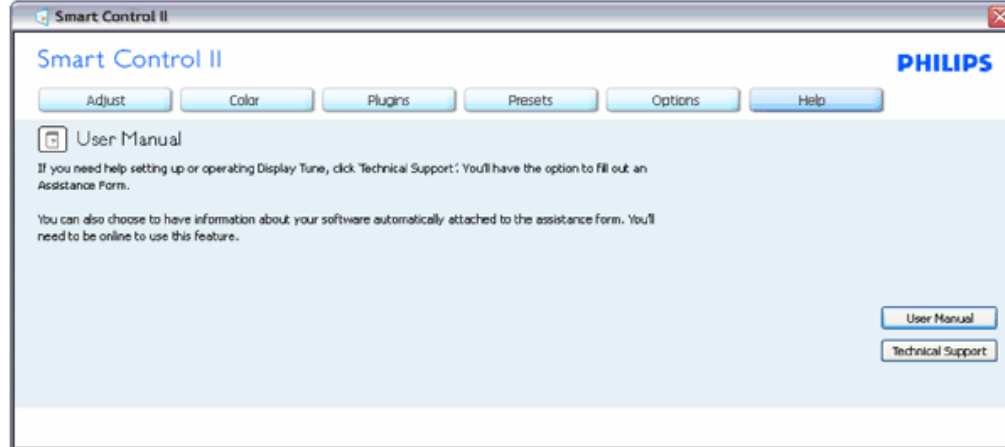 Smart Control II
Smart Control II
PHILIPS
Adjust Color Plugins Presets Options Help
User Manual
If you need help setting up or operating Display Tune, click 'Technical Support'. You'll have the option to fill out an
Assistance Form.
You can also choose to have information about your software automatically attached to the assistance form. You'll
need to be online to use this feature.
User Manual
Technical Support